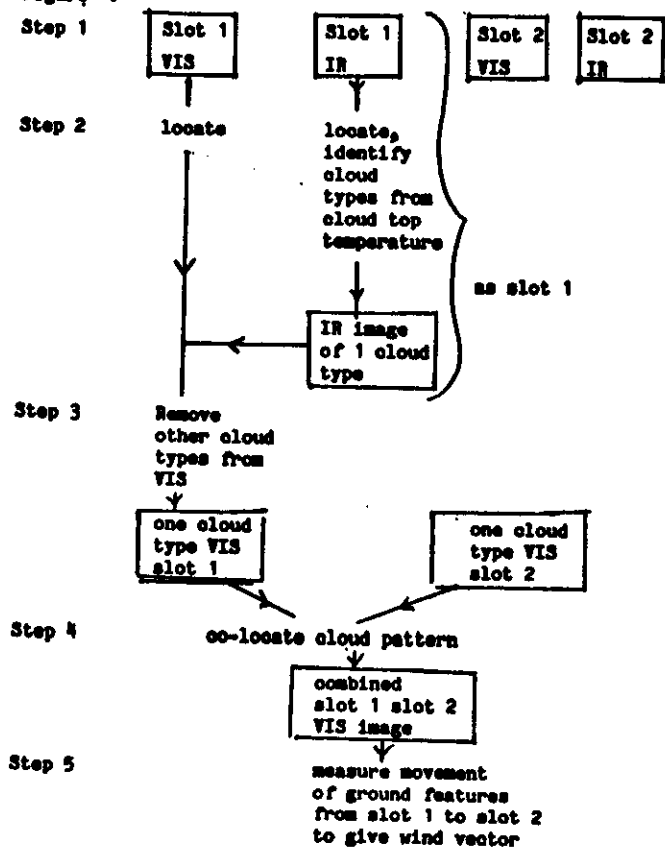 Step 1
Slot 1
VIS
Slot 1
IR
Slot 2
VIS
Slot 2
IR
Step 2
locate
locate,
identify
cloud
types from
cloud top
temperature
as slot 1
IR image
of 1 cloud
type
Step 3
Remove
other cloud
types from
VIS
one cloud
type VIS
slot 1
one cloud
type VIS
slot 2
Step 4
co-locate cloud pattern
combined
slot 1 slot 2
VIS image
Step 5
measure movement
of ground features
from slot 1 to slot 2
to give wind vector